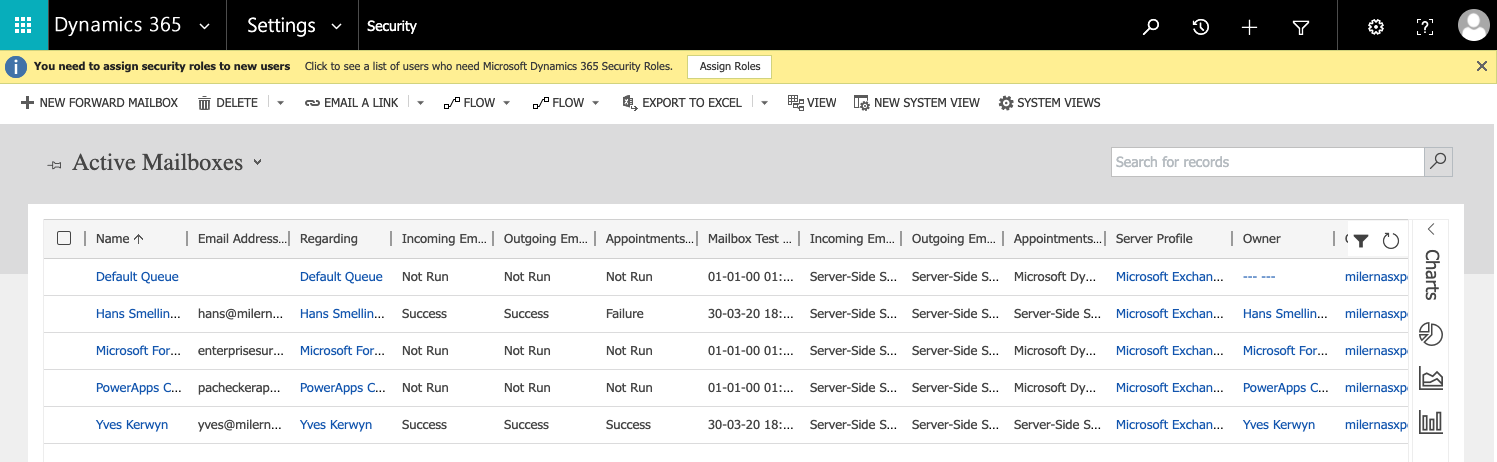 Dynamics 365 Settings Security
You need to assign security roles to new users Click to see a list of users who need Microsoft Dynamics 365 Security Roles. Assign Roles
NEW FORWARD MAILBOX DELETE EMAIL A LINK FLOW FLOW EXPORT TO EXCEL VIEW NEW SYSTEM VIEW SYSTEM VIEWS
Active Mailboxes Search for records
Name Email Address... Regarding Incoming Em... Outgoing Em... Appointments... Mailbox Test ... Incoming Em... Outgoing Em... Appointments... Server Profile Owner
Default Queue Default Queue Not Run Not Run Not Run 01-01-00 01:... Server-Side S... Server-Side S... Microsoft Dy... Microsoft Exchan... --- --- milernasxp
Hans Smellin... hans@milern... Hans Smellin... Success Success Failure 30-03-20 18:... Server-Side S... Server-Side S... Server-Side S... Microsoft Exchan... Hans Smellin... milernasxp
Microsoft For... enterprisesur... Microsoft For... Not Run Not Run Not Run 01-01-00 01:... Server-Side S... Server-Side S... Microsoft Dy... Microsoft Exchan... Microsoft For... milernasxp
PowerApps C... pacheckerap... PowerApps C... Not Run Not Run Not Run 01-01-00 01:... Server-Side S... Server-Side S... Microsoft Dy... Microsoft Exchan... PowerApps C... milernasxp
Yves Kerwyn yves@milern... Yves Kerwyn Success Success Success 30-03-20 18:... Server-Side S... Server-Side S... Server-Side S... Microsoft Exchan... Yves Kerwyn milernasxp
Charts